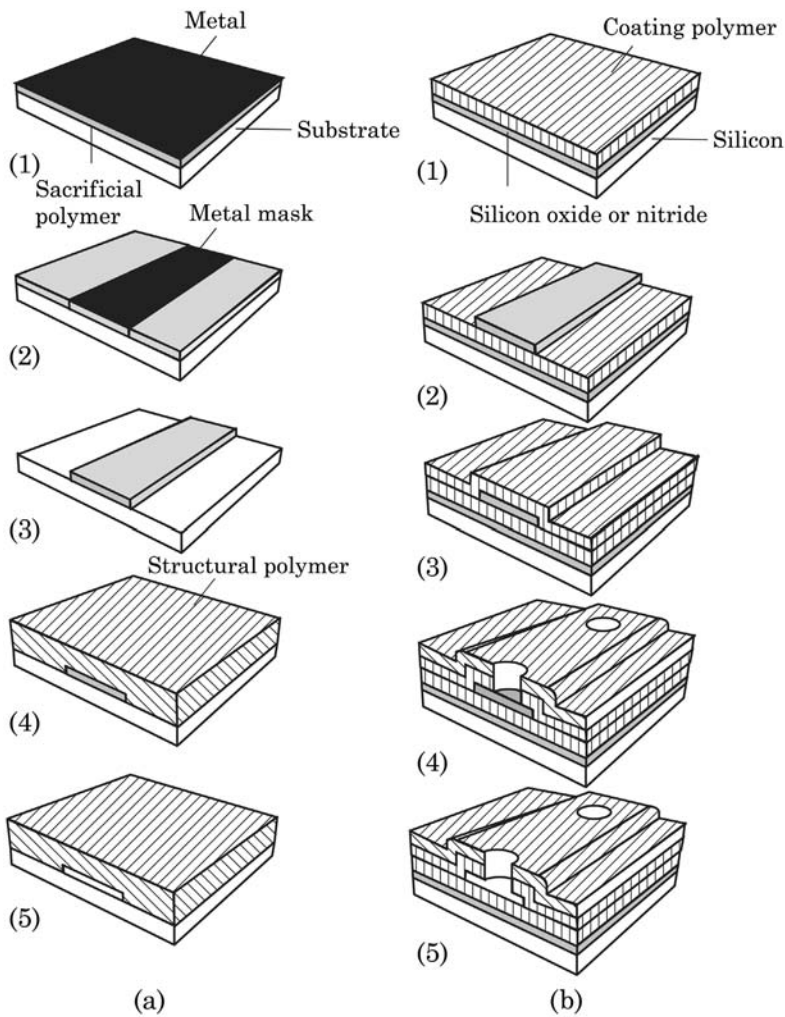 Metal
Substrate
(1)
Sacrificial
polymer
Metal mask
(2)
(3)
Structural polymer
(4)
(5)
(a)
Coating polymer
Silicon
(1)
Silicon oxide or nitride
(2)
(3)
(4)
(5)
(b)